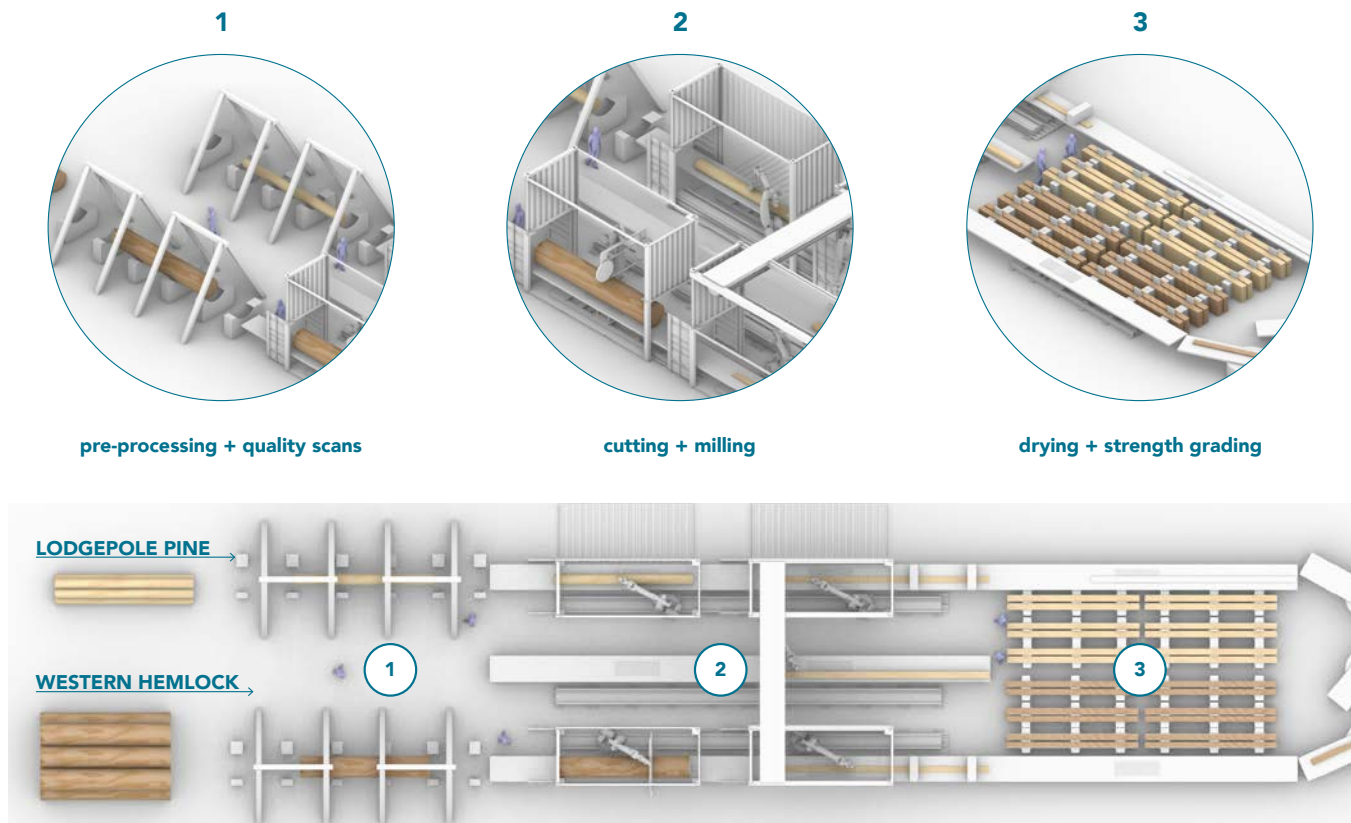 1
2
3
pre-processing + quality scans
cutting + milling
drying + strength grading
LODGEPOLE PINE
WESTERN HEMLOCK
1
2
3